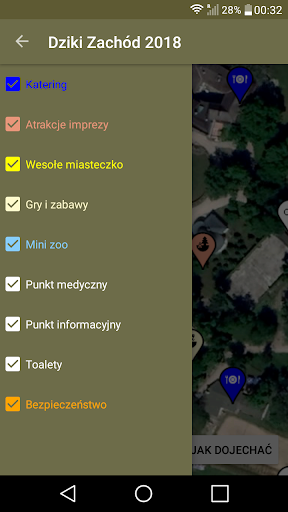 28% 00:32
Dziki Zachód 2018
Katering
Atrakcje imprezy
Wesołe miasteczko
Gry i zabawy
Mini zoo
Punkt medyczny
Punkt informacyjny
Toalety
Bezpieczeństwo
JAK DOJECHAĆ